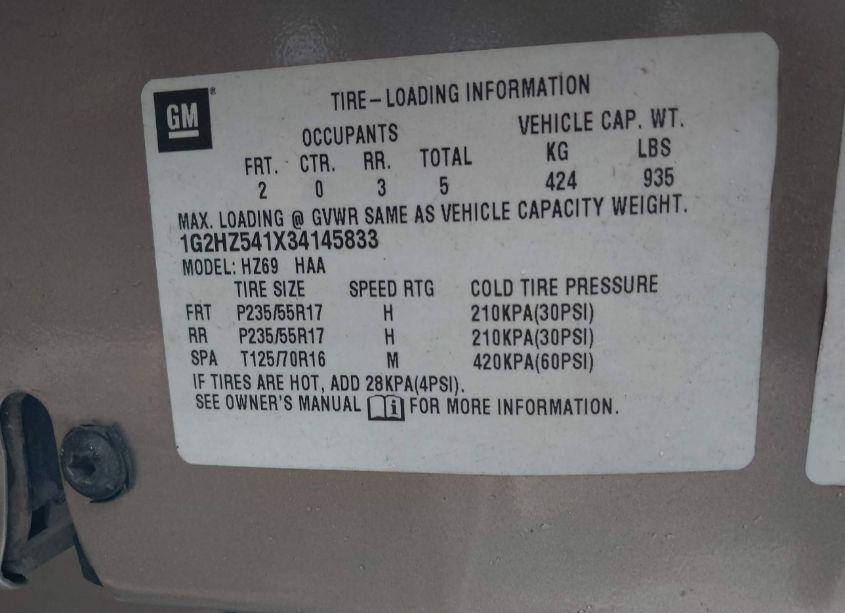 GM ® TIRE-LOADING INFORMATION
OCCUPANTS VEHICLE CAP. WT.
FRT. CTR. RR. TOTAL KG LBS
2 0 3 5 424 935
MAX. LOADING @ GVWR SAME AS VEHICLE CAPACITY WEIGHT.
1G2HZ541X34145833
MODEL: HZ69 HAA
TIRE SIZE SPEED RTG COLD TIRE PRESSURE
FRT P235/55R17 H 210KPA(30PSI)
RR P235/55R17 H 210KPA(30PSI)
SPA T125/70R16 M 420KPA(60PSI)
IF TIRES ARE HOT, ADD 28KPA(4PSI).
SEE OWNER'S MANUAL i FOR MORE INFORMATION.